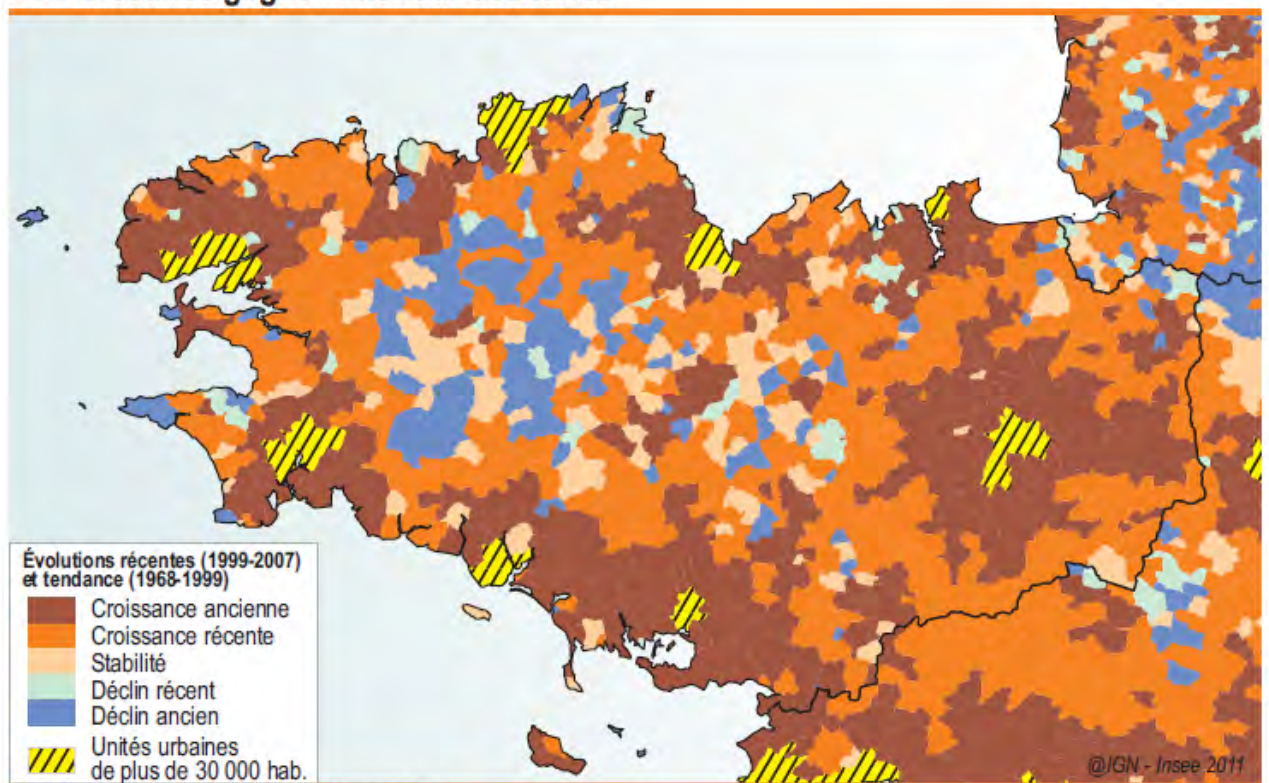 Évolutions récentes (1999-2007)
et tendance (1968-1999)
Croissance ancienne
Croissance récente
Stabilité
Déclin récent
Déclin ancien
Unités urbaines
de plus de 30 000 hab.
@IGN - Insee 2011